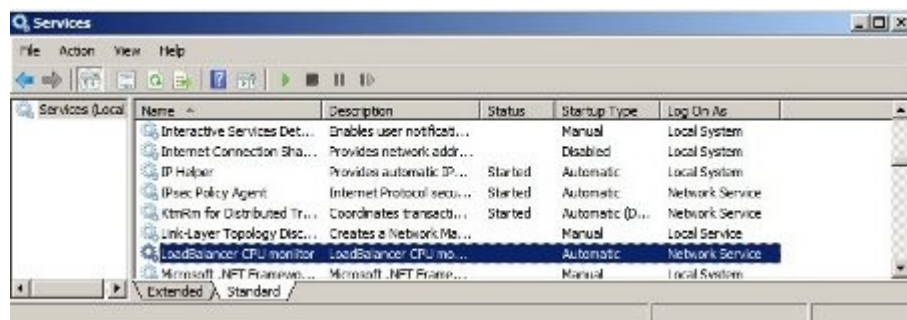 Services
File Action View Help
Services (Local
Name Description Status Startup Type Log On As
Interactive Services Det... Enables user notificati... Manual Local System
Internet Connection Sha... Provides network addr... Disabled Local System
IP Helper Provides automatic IP... Started Automatic Local System
IPsec Policy Agent Internet Protocol secu... Started Automatic Network Service
KtmRm for Distributed Tr... Coordinates transacti... Started Automatic (D... Network Service
Link-Layer Topology Disc... Creates a Network Ma... Manual Local Service
LoadBalancer CPU monitor LoadBalancer CPU mo... Automatic Network Service
Microsoft .NET Framewo... Microsoft .NET Frame... Manual Local System
Extended Standard